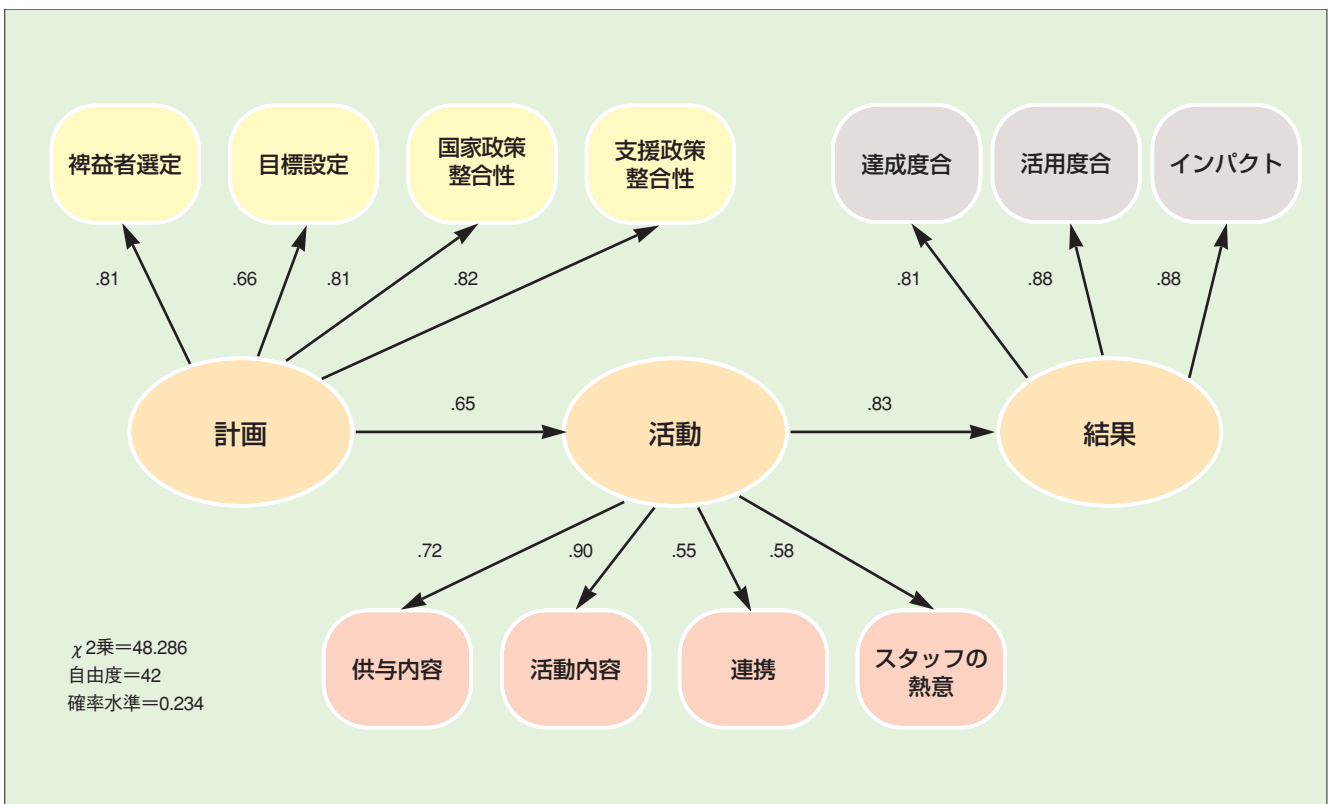 裨益者選定
目標設定
国家政策
整合性
支援政策
整合性
達成度合
活用度合
インパクト
.81
.66
.81
.82
.81
.88
.88
計画
.65
活動
.83
結果
.72
.90
.55
.58
供与内容
活動内容
連携
スタッフの
熱意
χ2乗＝48.286
自由度＝42
確率水準＝0.234